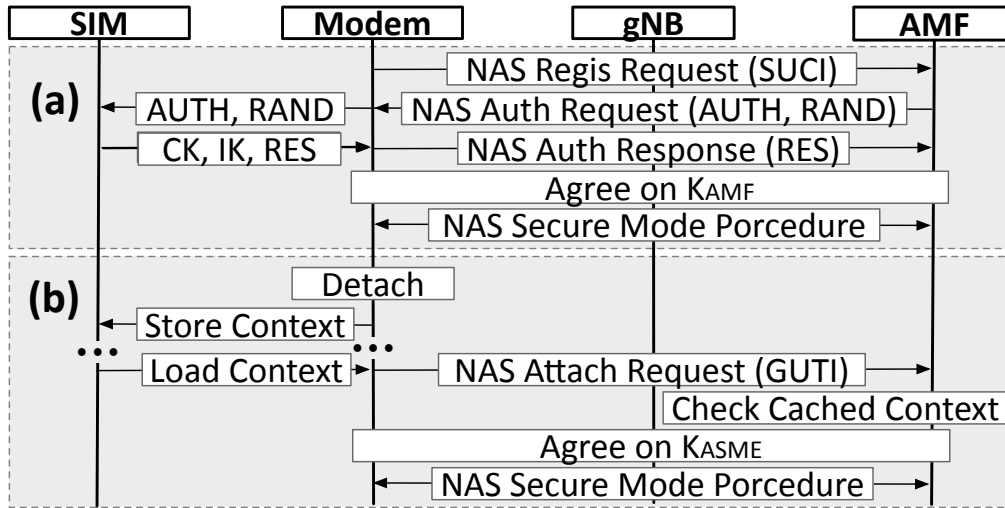 SIM Modem gNB AMF
(a)
NAS Regis Request (SUCI)
AUTH, RAND NAS Auth Request (AUTH, RAND)
CK, IK, RES NAS Auth Response (RES)
Agree on KAMF
NAS Secure Mode Porcedure
(b)
Detach
Store Context
Load Context NAS Attach Request (GUTI)
Check Cached Context
Agree on KASME
NAS Secure Mode Porcedure